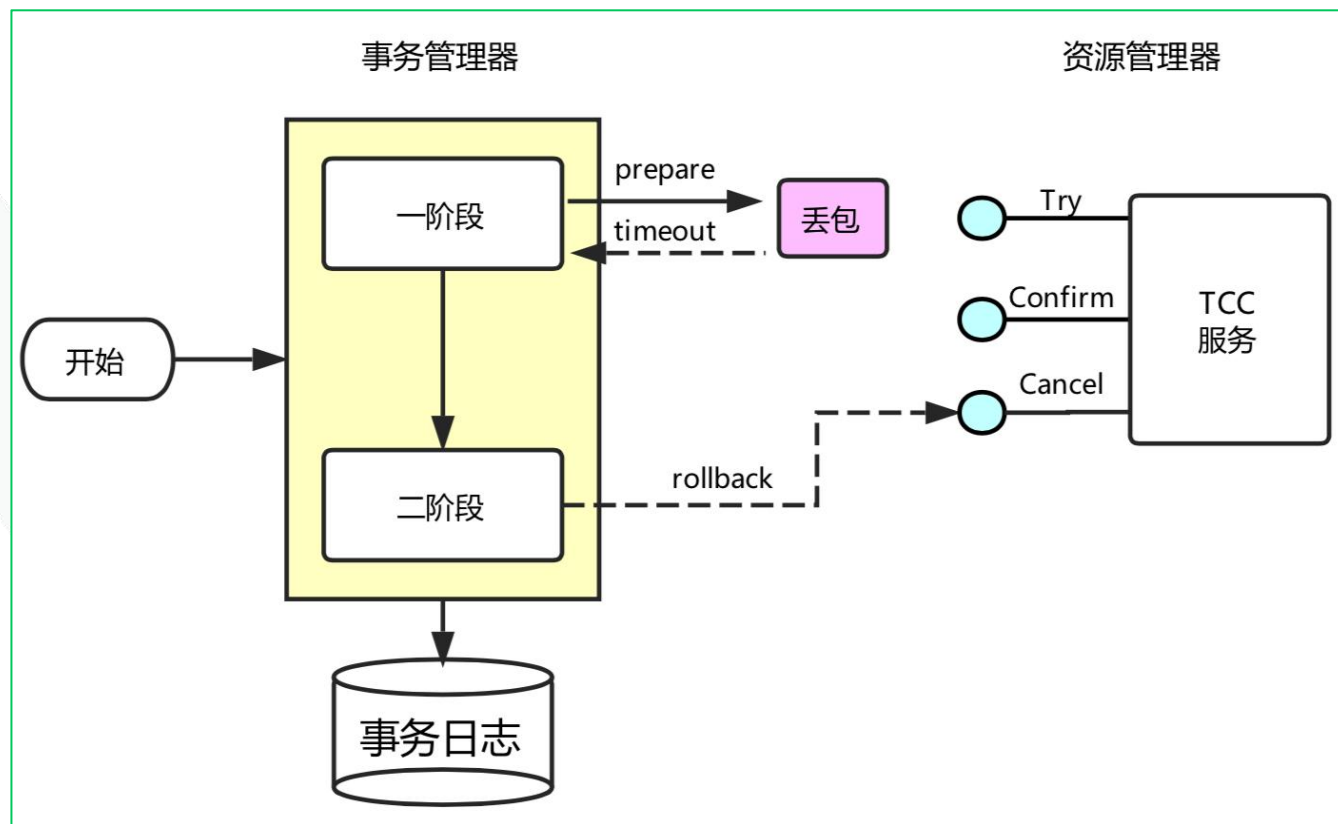 事务管理器
资源管理器
一阶段
prepare
timeout
丢包
Try
Confirm
Cancel
TCC
服务
开始
二阶段
rollback
事务日志